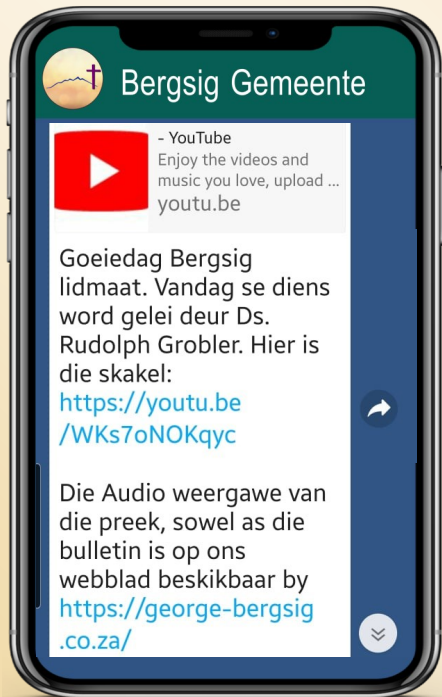 Bergsig Gemeente
- YouTube
Enjoy the videos and
music you love, upload ...
youtu.be
Goeiedag Bergsig
lidmaat. Vandag se diens
word gelei deur Ds.
Rudolph Grobler. Hier is
die skakel:
https://youtu.be
/WKs7oNOKqyc
Die Audio weergawe van
die preek, sowel as die
bulletin is op ons
webblad beskikbaar by
https://george-bergsig
.co.za/